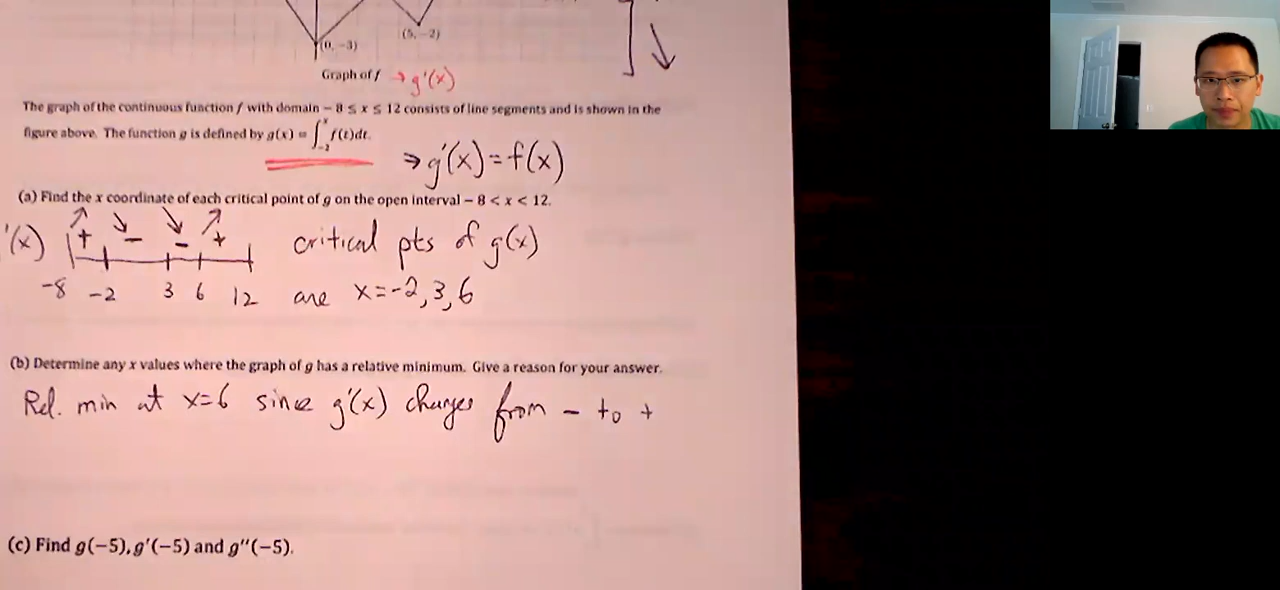 (0, −3)
(5, −2)
Graph of f → g'(x)
The graph of the continuous function f with domain − 8 ≤ x ≤ 12 consists of line segments and is shown in the
figure above. The function g is defined by g(x) = ∫_{−2}^{x} f(t)dt.
⇒ g'(x) = f(x)
(a) Find the x coordinate of each critical point of g on the open interval − 8 < x < 12.
'(x) + − − + critical pts of g(x)
-8 -2 3 6 12 are x=-2, 3, 6
(b) Determine any x values where the graph of g has a relative minimum. Give a reason for your answer.
Rel. min at x=6 since g'(x) changes from − to +
(c) Find g(−5), g'(−5) and g''(−5).